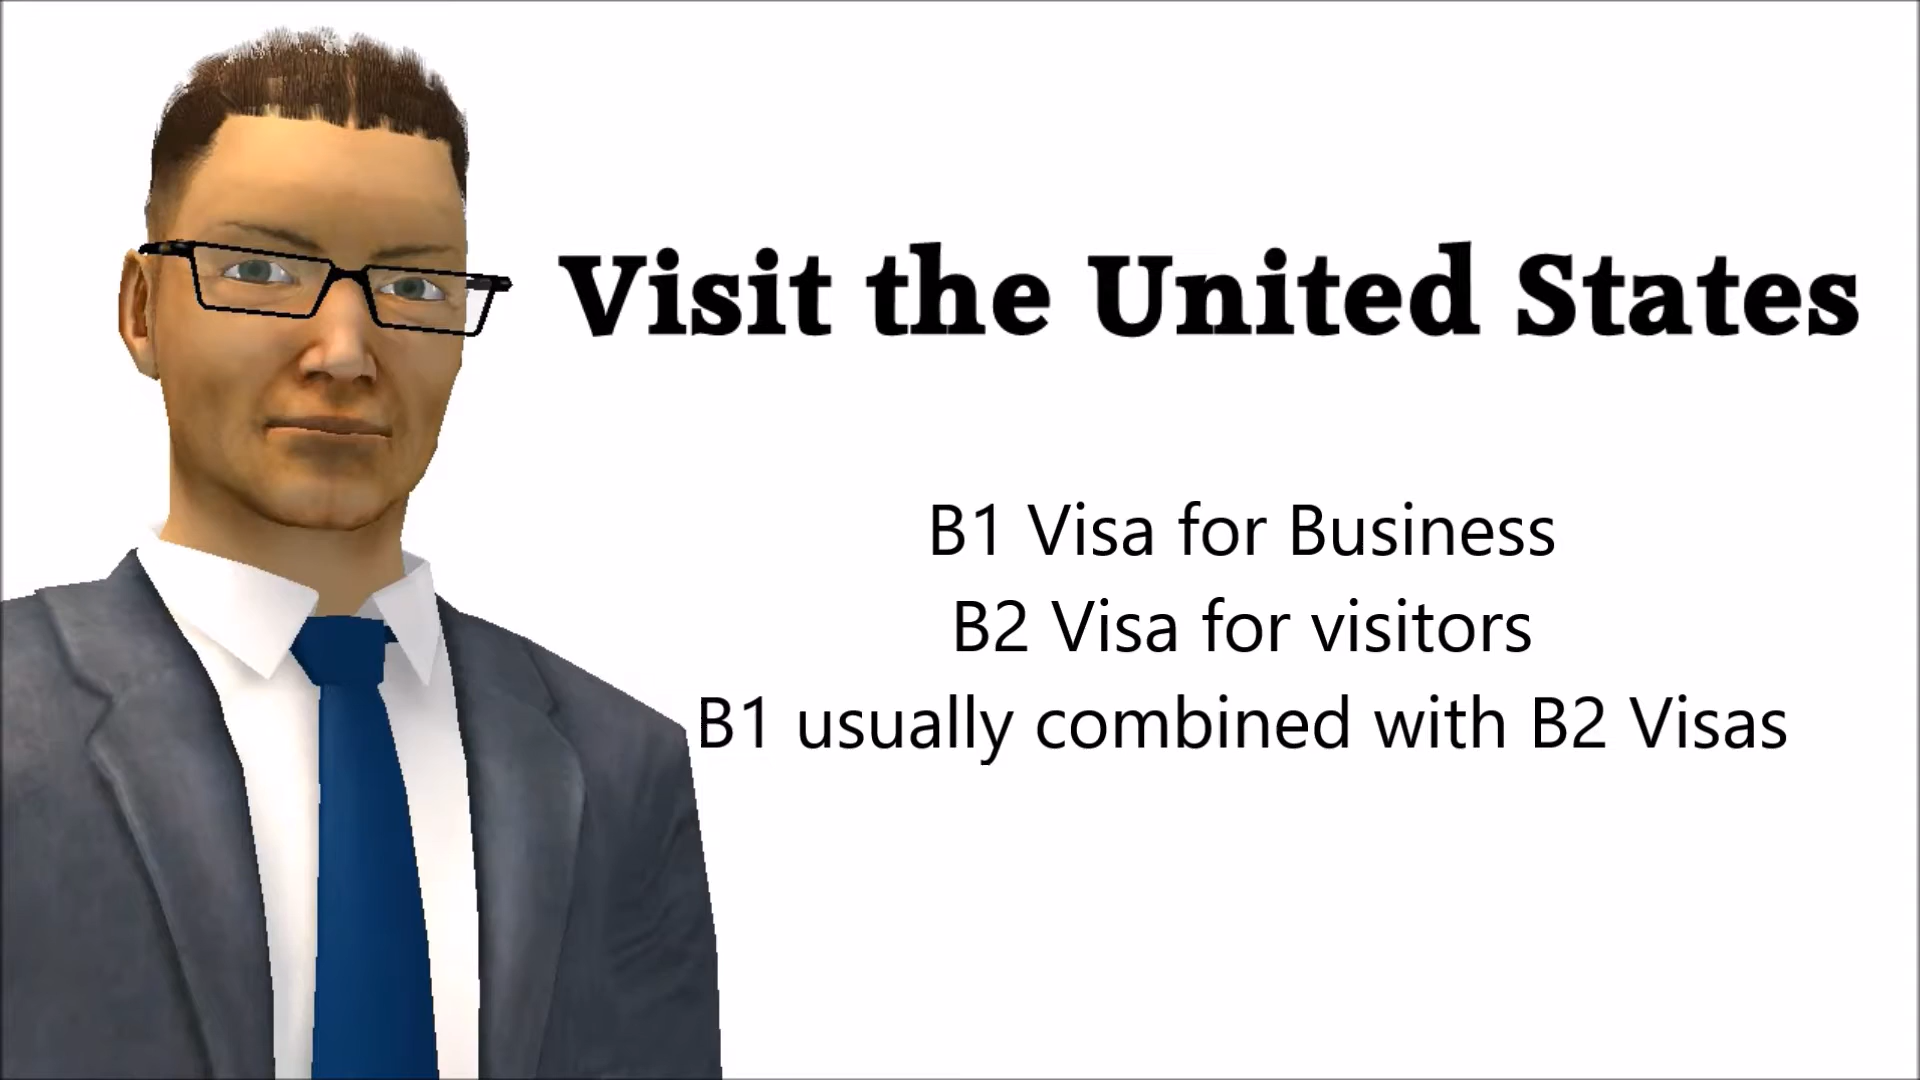 Visit the United States
B1 Visa for Business
B2 Visa for visitors
B1 usually combined with B2 Visas